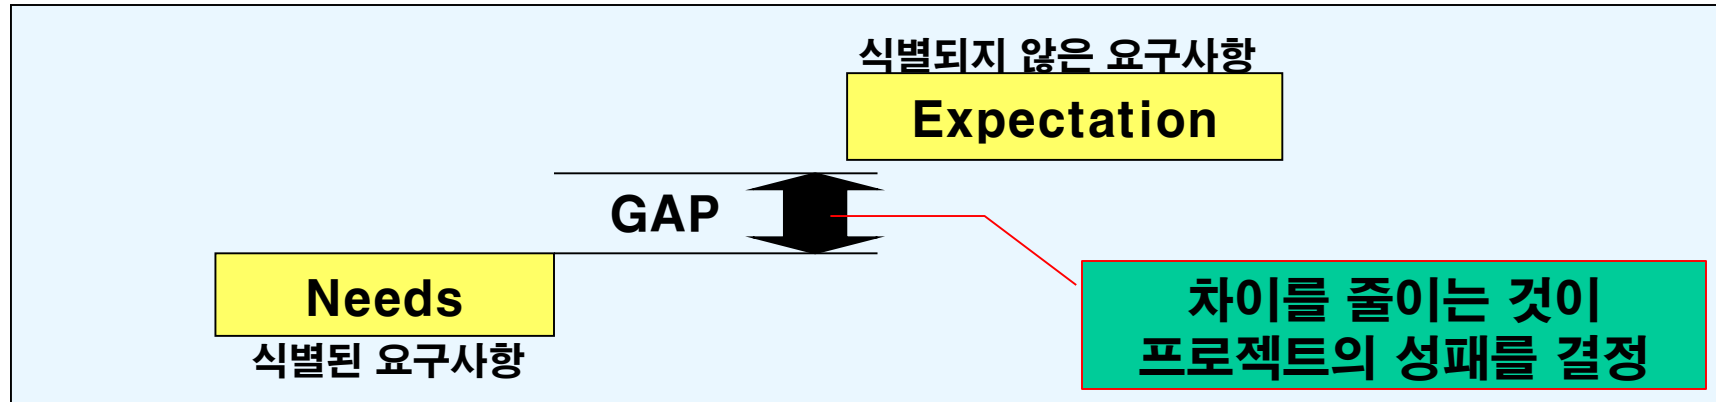 식별되지 않은 요구사항
Expectation
GAP
Needs
식별된 요구사항
차이를 줄이는 것이
프로젝트의 성패를 결정